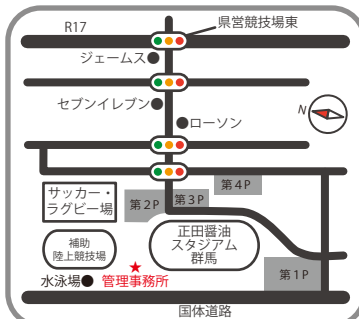 R17
県営競技場東
ジェームス
セブンイレブン
ローソン
N
第4P
第3P
第2P
サッカー・
ラグビー場
補助
陸上競技場
正田醤油
スタジアム
群馬
第1P
水泳場
管理事務所
国体道路